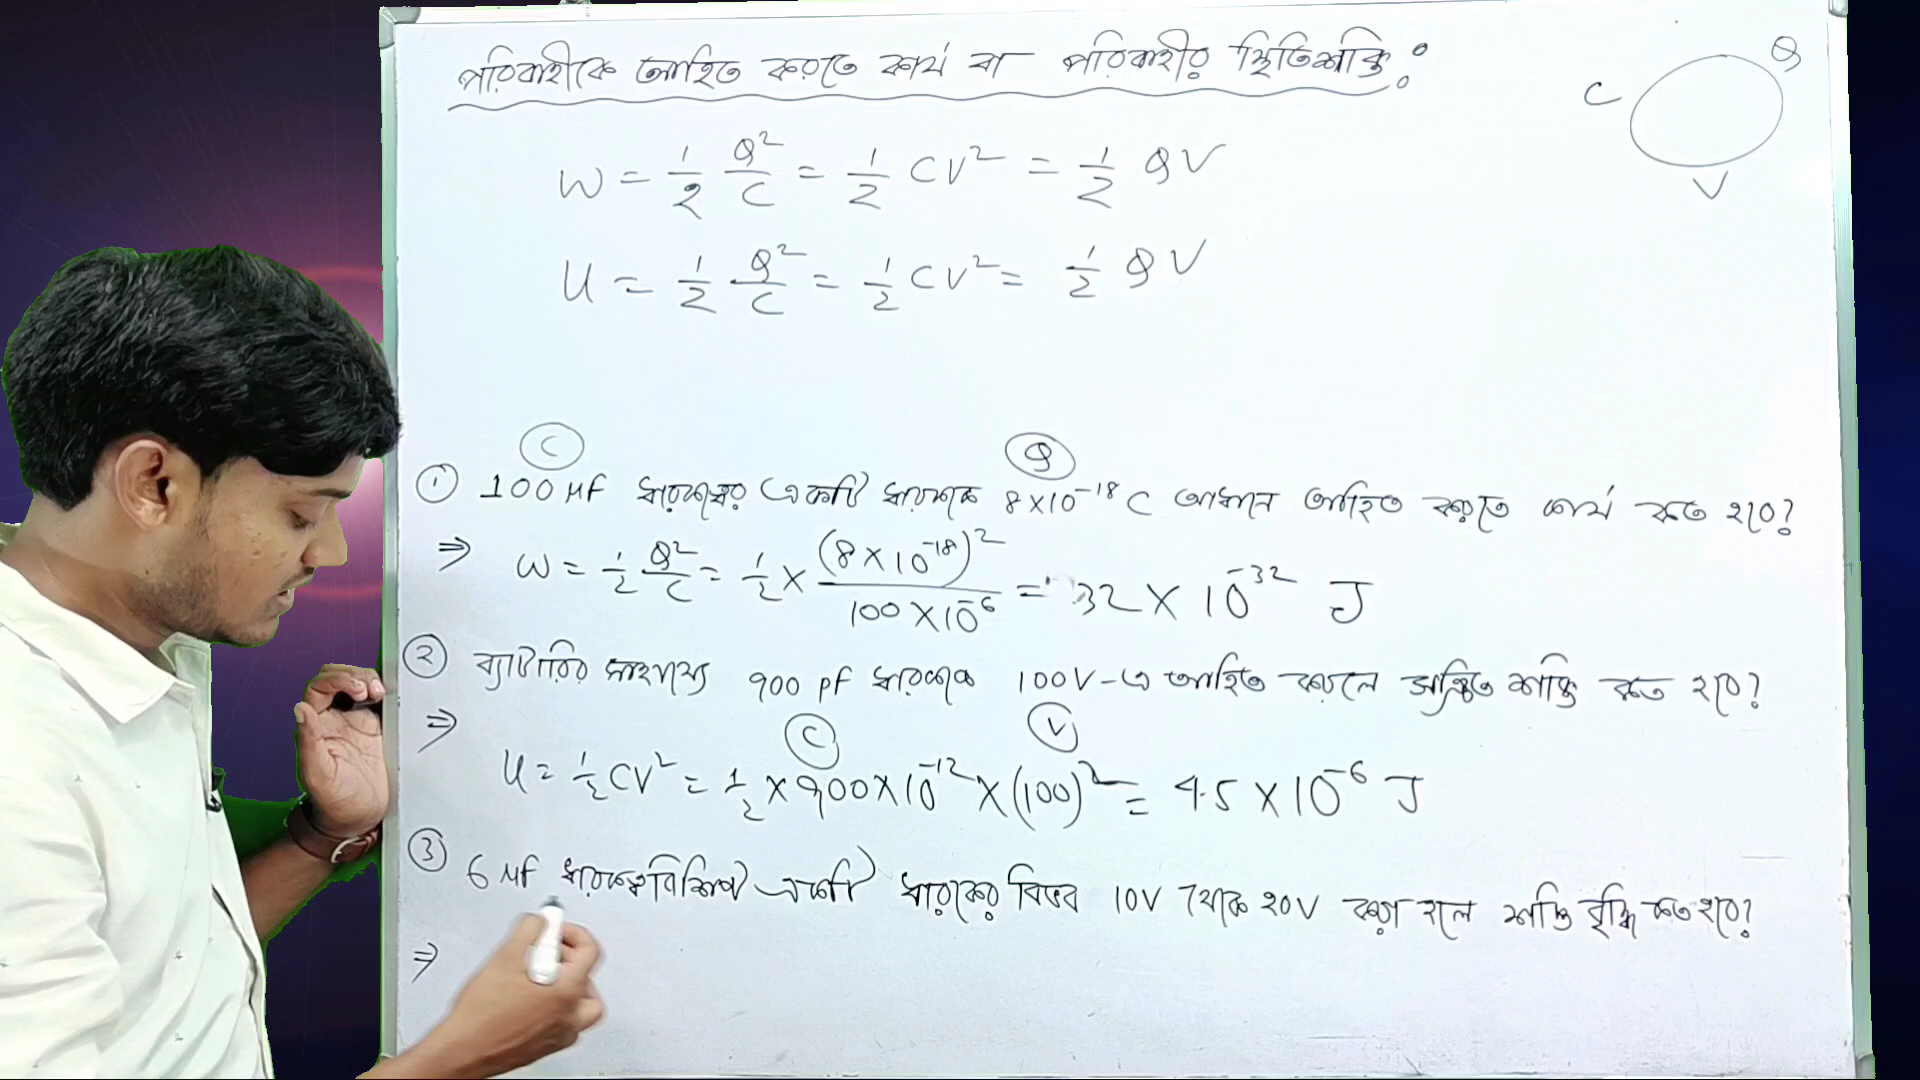 পরিবাহীকে আহিত করতে কার্য বা পরিবাহীর স্থিতিশক্তি:
C Q V
W = 1/2 Q²/C = 1/2 CV² = 1/2 QV
U = 1/2 Q²/C = 1/2 CV² = 1/2 QV
C Q
① 100 μf ধারকত্বের একটি ধারককে 8×10⁻¹⁸ C আধানে আহিত করতে কার্য কত হবে?
⇒ W = 1/2 Q²/C = 1/2 × (8×10⁻¹⁸)²/100×10⁻⁶ = 32 × 10⁻³² J
② ব্যাটারির সাহায্যে 900 pf ধারককে 100V-এ আহিত করলে সঞ্চিত শক্তি কত হবে?
⇒ C V
U = 1/2 CV² = 1/2 × 900×10⁻¹² × (100)² = 4.5 × 10⁻⁶ J
③ 6 μf ধারকত্ববিশিষ্ট একটি ধারকের বিভব 10V থেকে 20V করা হলে শক্তি বৃদ্ধি কত হবে?
⇒